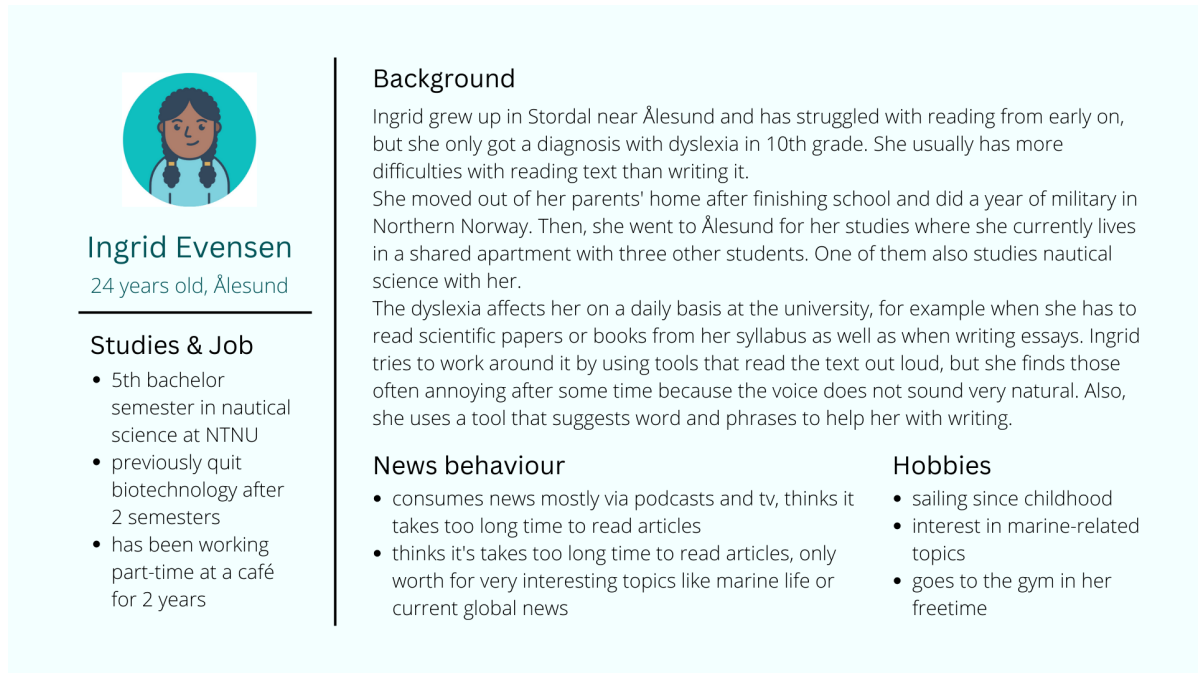 Ingrid Evensen
24 years old, Ålesund
Studies & Job
• 5th bachelor
semester in nautical
science at NTNU
• previously quit
biotechnology after
2 semesters
• has been working
part-time at a café
for 2 years
Background
Ingrid grew up in Stordal near Ålesund and has struggled with reading from early on,
but she only got a diagnosis with dyslexia in 10th grade. She usually has more
difficulties with reading text than writing it.
She moved out of her parents' home after finishing school and did a year of military in
Northern Norway. Then, she went to Ålesund for her studies where she currently lives
in a shared apartment with three other students. One of them also studies nautical
science with her.
The dyslexia affects her on a daily basis at the university, for example when she has to
read scientific papers or books from her syllabus as well as when writing essays. Ingrid
tries to work around it by using tools that read the text out loud, but she finds those
often annoying after some time because the voice does not sound very natural. Also,
she uses a tool that suggests word and phrases to help her with writing.
News behaviour
• consumes news mostly via podcasts and tv, thinks it
takes too long time to read articles
• thinks it's takes too long time to read articles, only
worth for very interesting topics like marine life or
current global news
Hobbies
• sailing since childhood
• interest in marine-related
topics
• goes to the gym in her
freetime